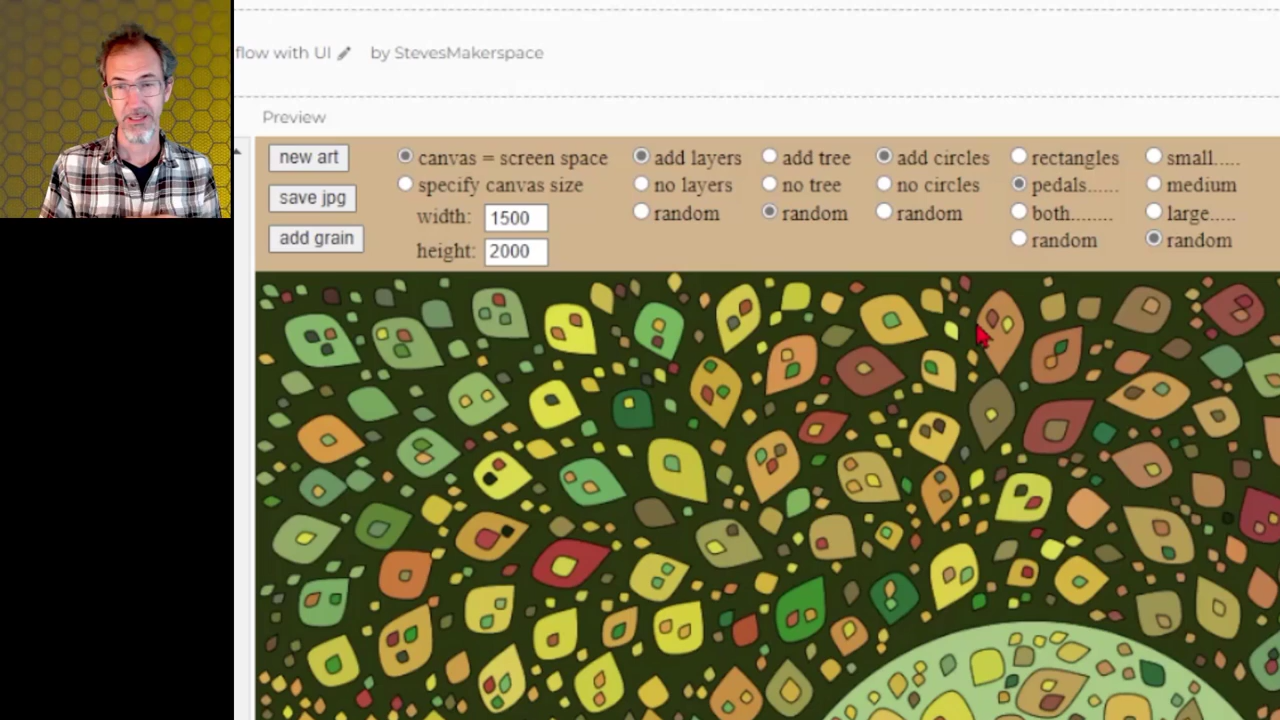 flow with UI by StevesMakerspace
Preview
new art canvas = screen space add layers add tree add circles rectangles small.....
specify canvas size no layers no tree no circles pedals...... medium
save jpg width: 1500 random random random both........ large.....
add grain height: 2000 random random